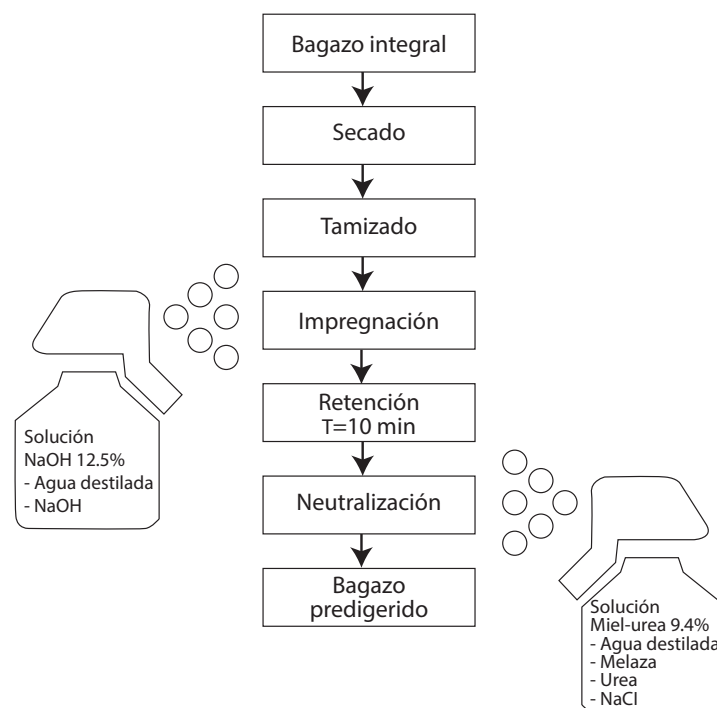 Bagazo integral
Secado
Tamizado
Impregnación
Retención
T=10 min
Solución
NaOH 12.5%
- Agua destilada
- NaOH
Neutralización
Bagazo
predigerido
Solución
Miel-urea 9.4%
- Agua destilada
- Melaza
- Urea
- NaCl